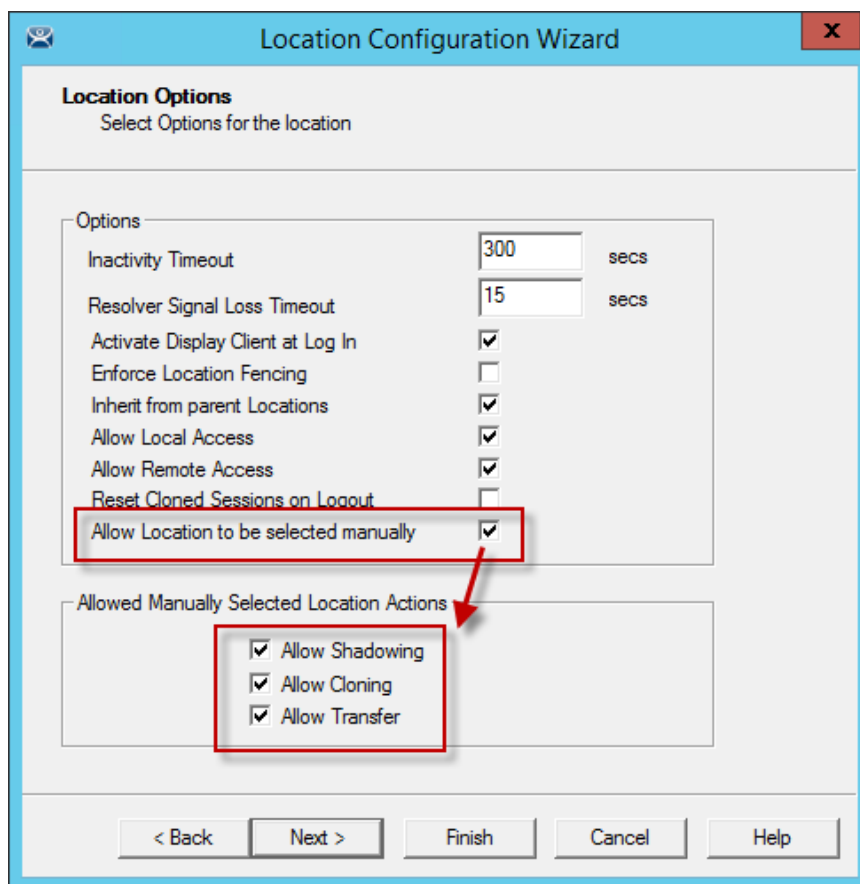 Location Configuration Wizard
x
Location Options
Select Options for the location
Options
Inactivity Timeout 300 secs
Resolver Signal Loss Timeout 15 secs
Activate Display Client at Log In
Enforce Location Fencing
Inherit from parent Locations
Allow Local Access
Allow Remote Access
Reset Cloned Sessions on Logout
Allow Location to be selected manually
Allowed Manually Selected Location Actions
Allow Shadowing
Allow Cloning
Allow Transfer
< Back Next > Finish Cancel Help